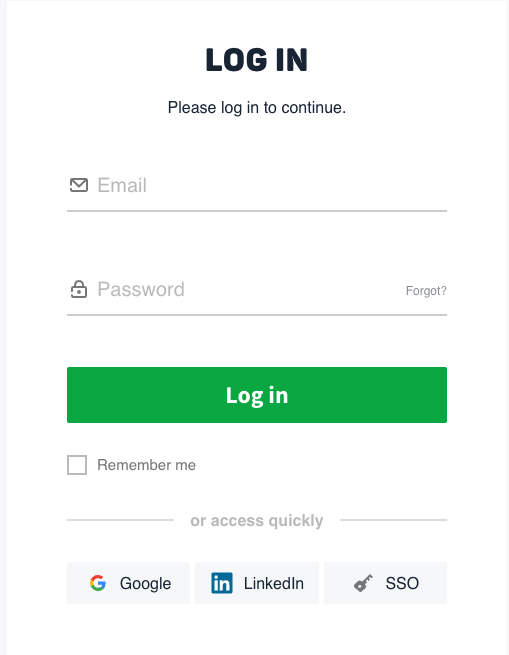 LOG IN
Please log in to continue.
Email
Password Forgot?
Log in
Remember me
or access quickly
Google LinkedIn SSO